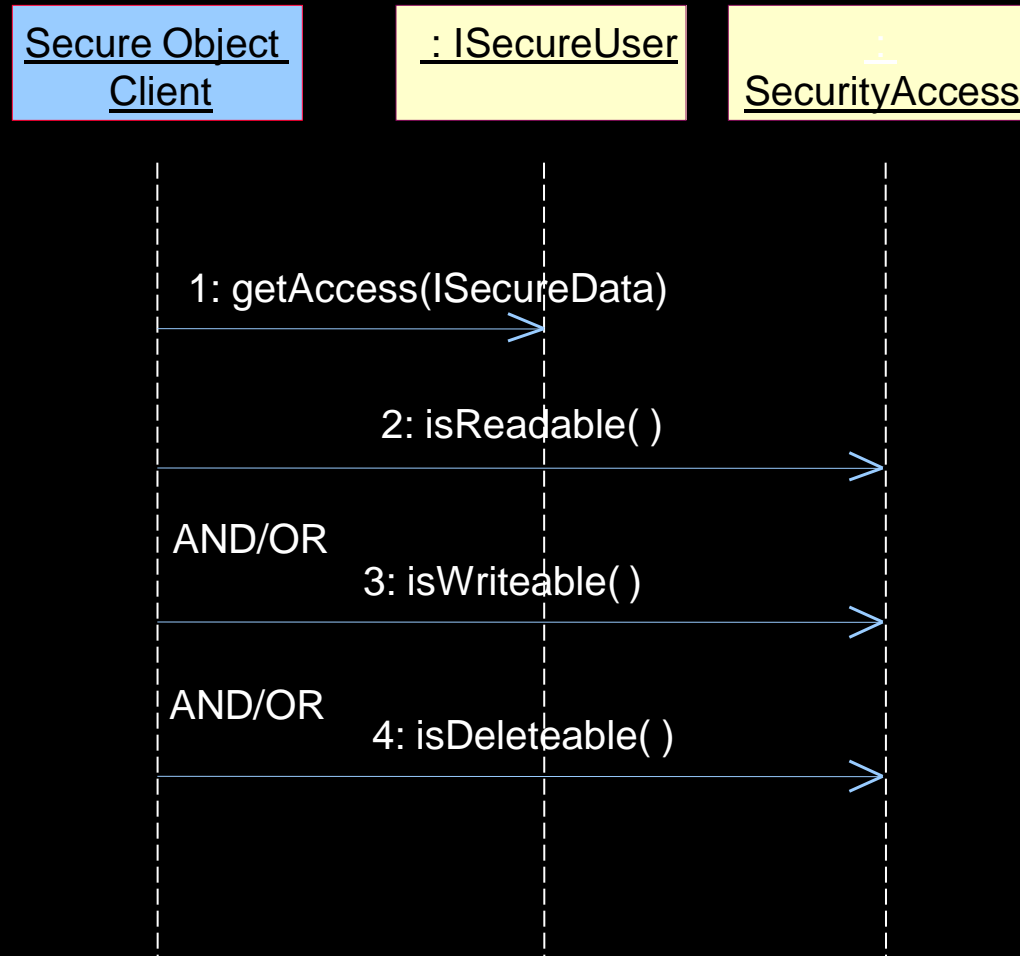 Secure Object
Client
: ISecureUser
:
SecurityAccess
1: getAccess(ISecureData)
2: isReadable( )
AND/OR
3: isWriteable( )
AND/OR
4: isDeleteable( )